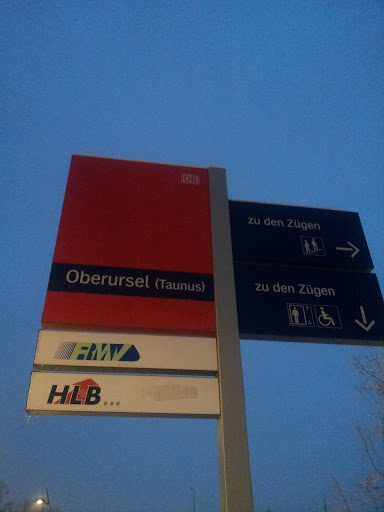 DB
Oberursel (Taunus)
RMV
HLB...
zu den Zügen
zu den Zügen